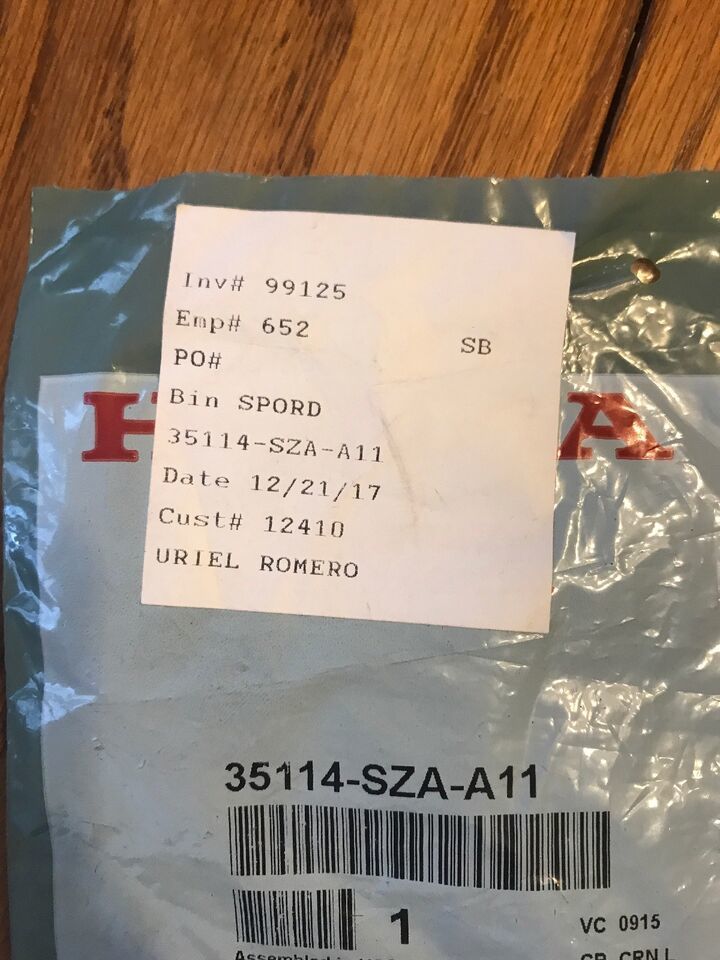 Inv# 99125
Emp# 652
SB
PO#
Bin SPORD
35114-SZA-A11
Date 12/21/17
Cust# 12410
URIEL ROMERO
H A
35114-SZA-A11
1
VC 0915